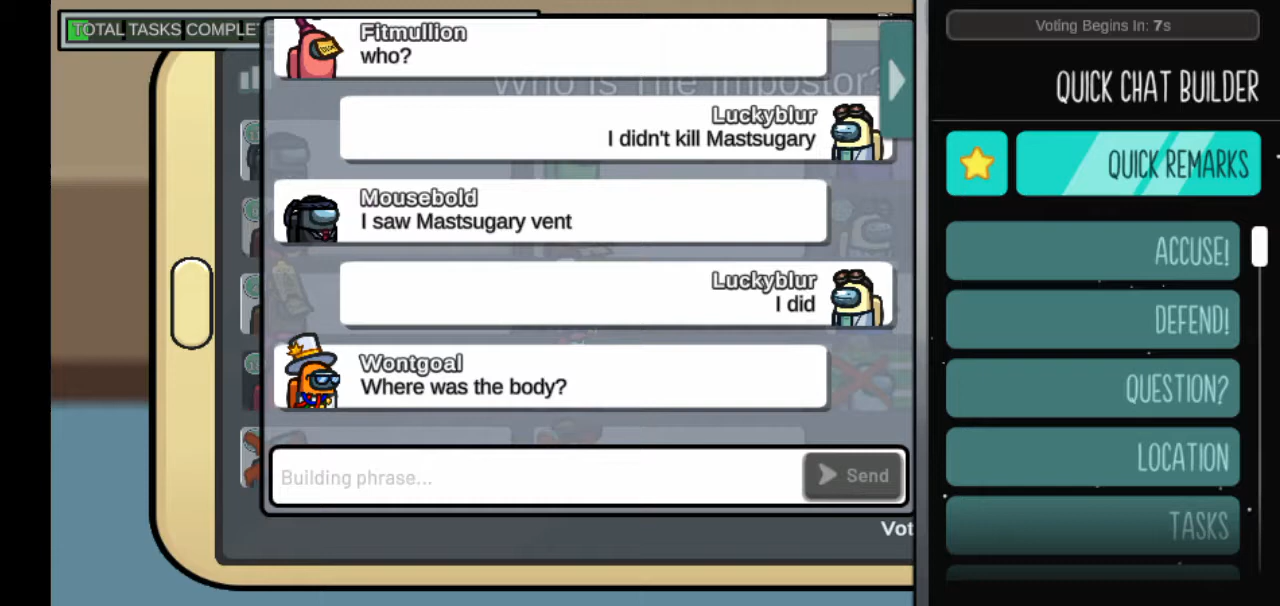 TOTAL TASKS COMPLE
Voting Begins In: 7s
Fitmullion
who?
Who Is The Impostor?
QUICK CHAT BUILDER
Luckyblur
I didn't kill Mastsugary
QUICK REMARKS
Mousebold
I saw Mastsugary vent
ACCUSE!
Luckyblur
I did
DEFEND!
Wontgoal
Where was the body?
QUESTION?
LOCATION
Building phrase...
Send
TASKS
Vot